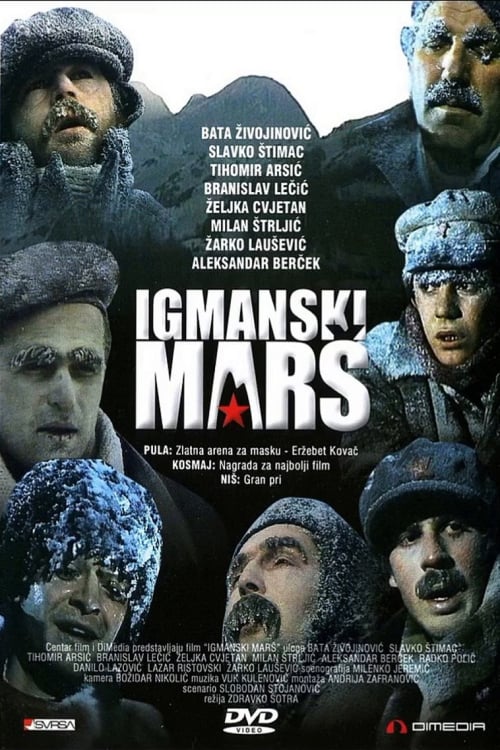 BATA ŽIVOJINOVIĆ
SLAVKO ŠTIMAC
TIHOMIR ARSIĆ
BRANISLAV LEČIĆ
ŽELJKA CVJETAN
MILAN ŠTRLJIĆ
ŽARKO LAUŠEVIĆ
ALEKSANDAR BERČEK
IGMANSKI
MARŠ
PULA: Zlatna arena za masku - Eržebet Kovač
KOSMAJ: Nagrada za najbolji film
NIŠ: Gran pri
Centar film i DiMedia predstavljaju film "IGMANSKI MARŠ" uloge BATA ŽIVOJINOVIĆ SLAVKO ŠTIMAC
TIHOMIR ARSIĆ BRANISLAV LEČIĆ ŽELJKA CVJETAN MILAN ŠTRLJIĆ ALEKSANDAR BERČEK RADKO POLIČ
DANILO LAZOVIĆ LAZAR RISTOVSKI ŽARKO LAUŠEVIĆ scenografija MILENKO JEREMIĆ
kamera BOŽIDAR NIKOLIĆ muzika VUK KULENOVIĆ montaža ANDRIJA ZAFRANOVIĆ
scenario SLOBODAN STOJANOVIĆ
režija ZDRAVKO ŠOTRA
SVRSA
DVD
VIDEO
DIMEDIA